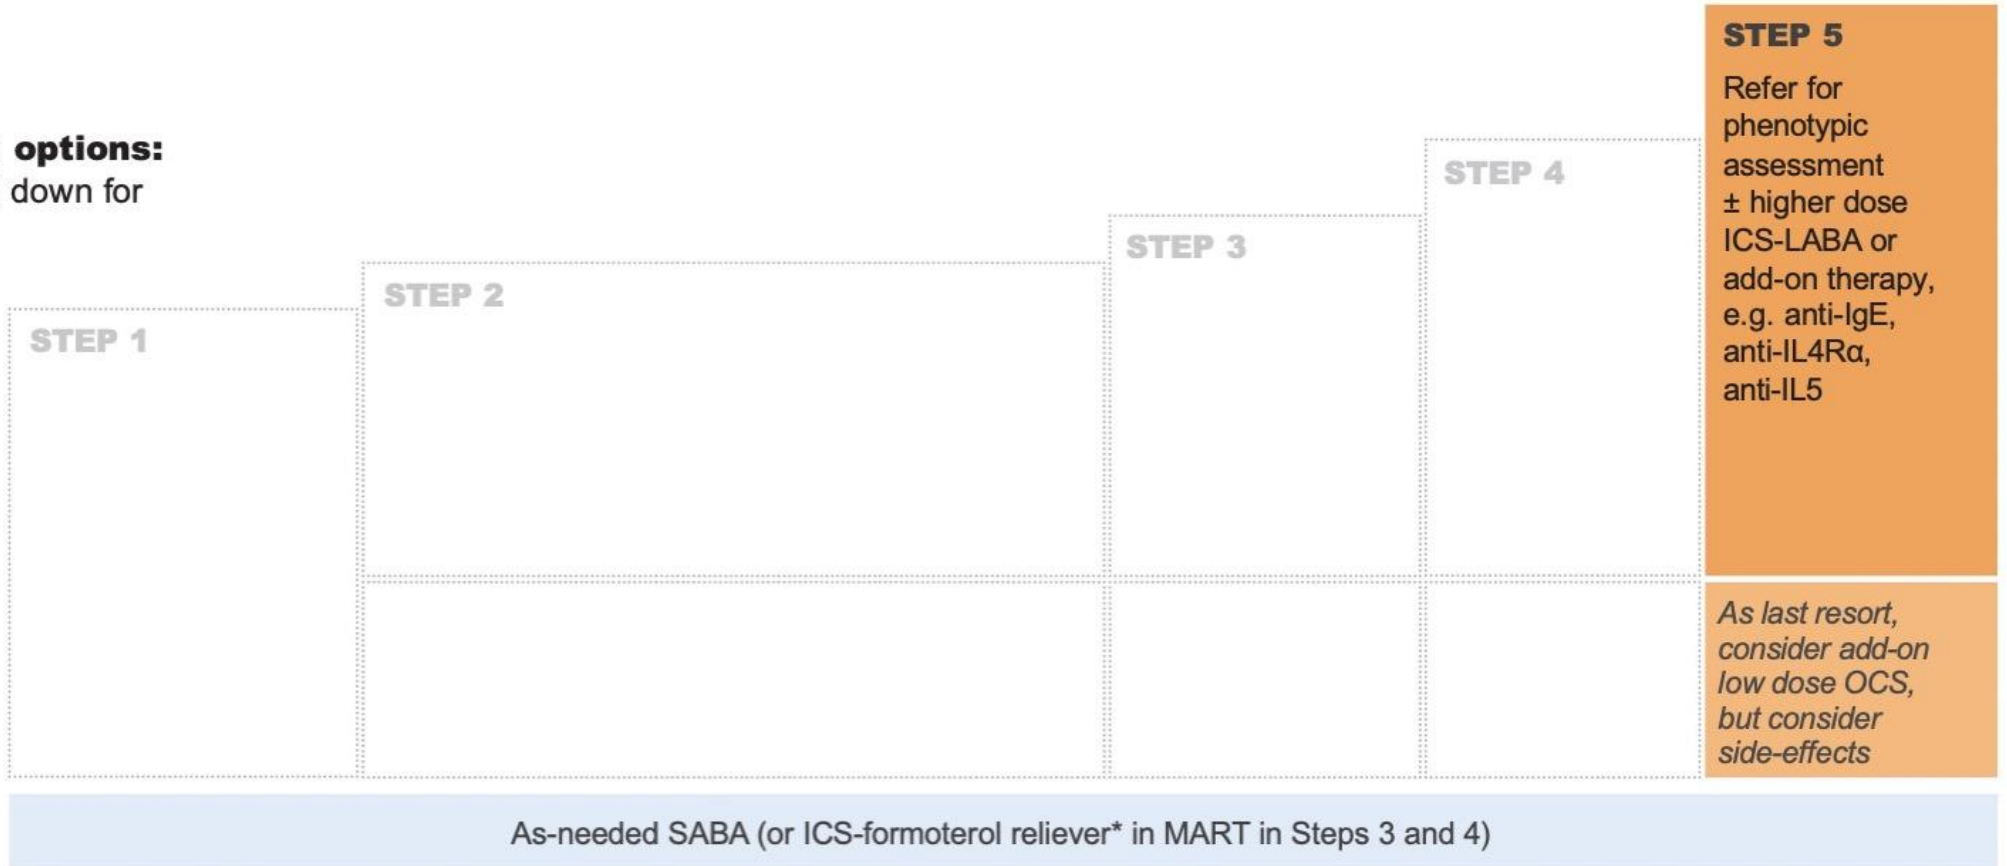 STEP 5
Refer for
phenotypic
assessment
± higher dose
ICS-LABA or
add-on therapy,
e.g. anti-IgE,
anti-IL4Rα,
anti-IL5
options:
down for
STEP 4
STEP 3
STEP 2
STEP 1
As last resort,
consider add-on
low dose OCS,
but consider
side-effects
As-needed SABA (or ICS-formoterol reliever* in MART in Steps 3 and 4)